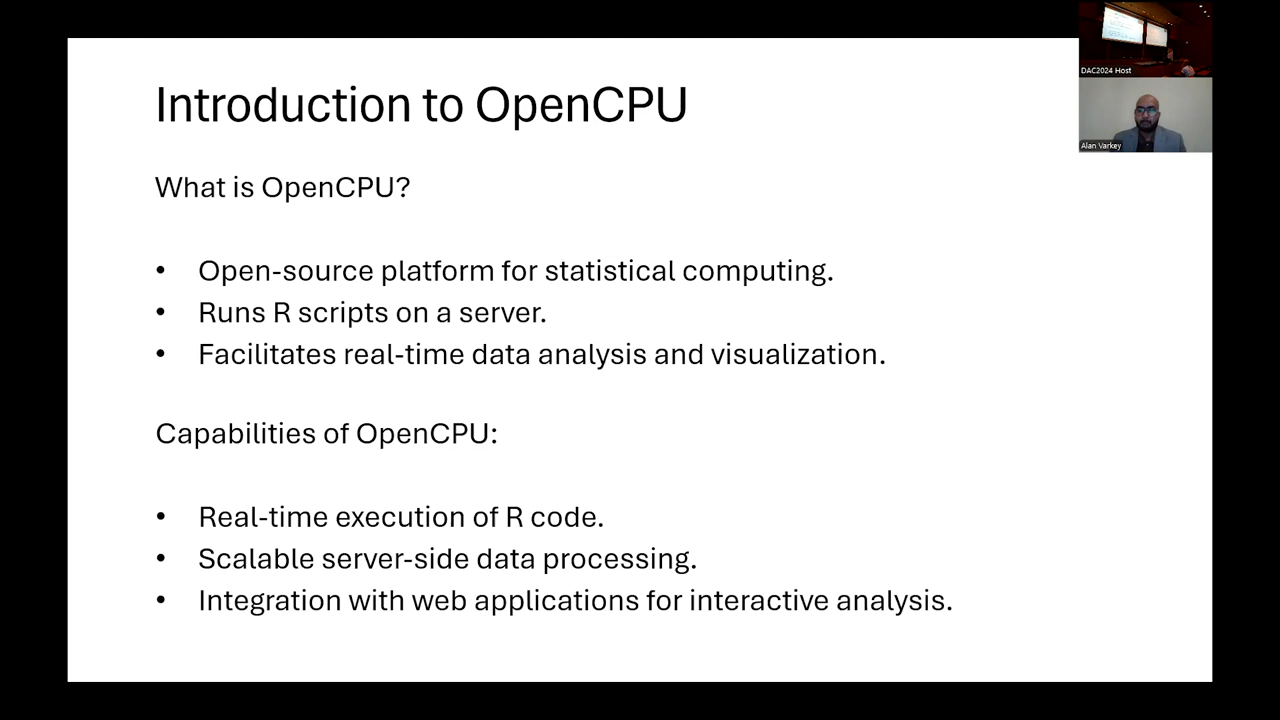 Introduction to OpenCPU
DAC2024 Host
Alan Varkey
What is OpenCPU?
• Open-source platform for statistical computing.
• Runs R scripts on a server.
• Facilitates real-time data analysis and visualization.
Capabilities of OpenCPU:
• Real-time execution of R code.
• Scalable server-side data processing.
• Integration with web applications for interactive analysis.